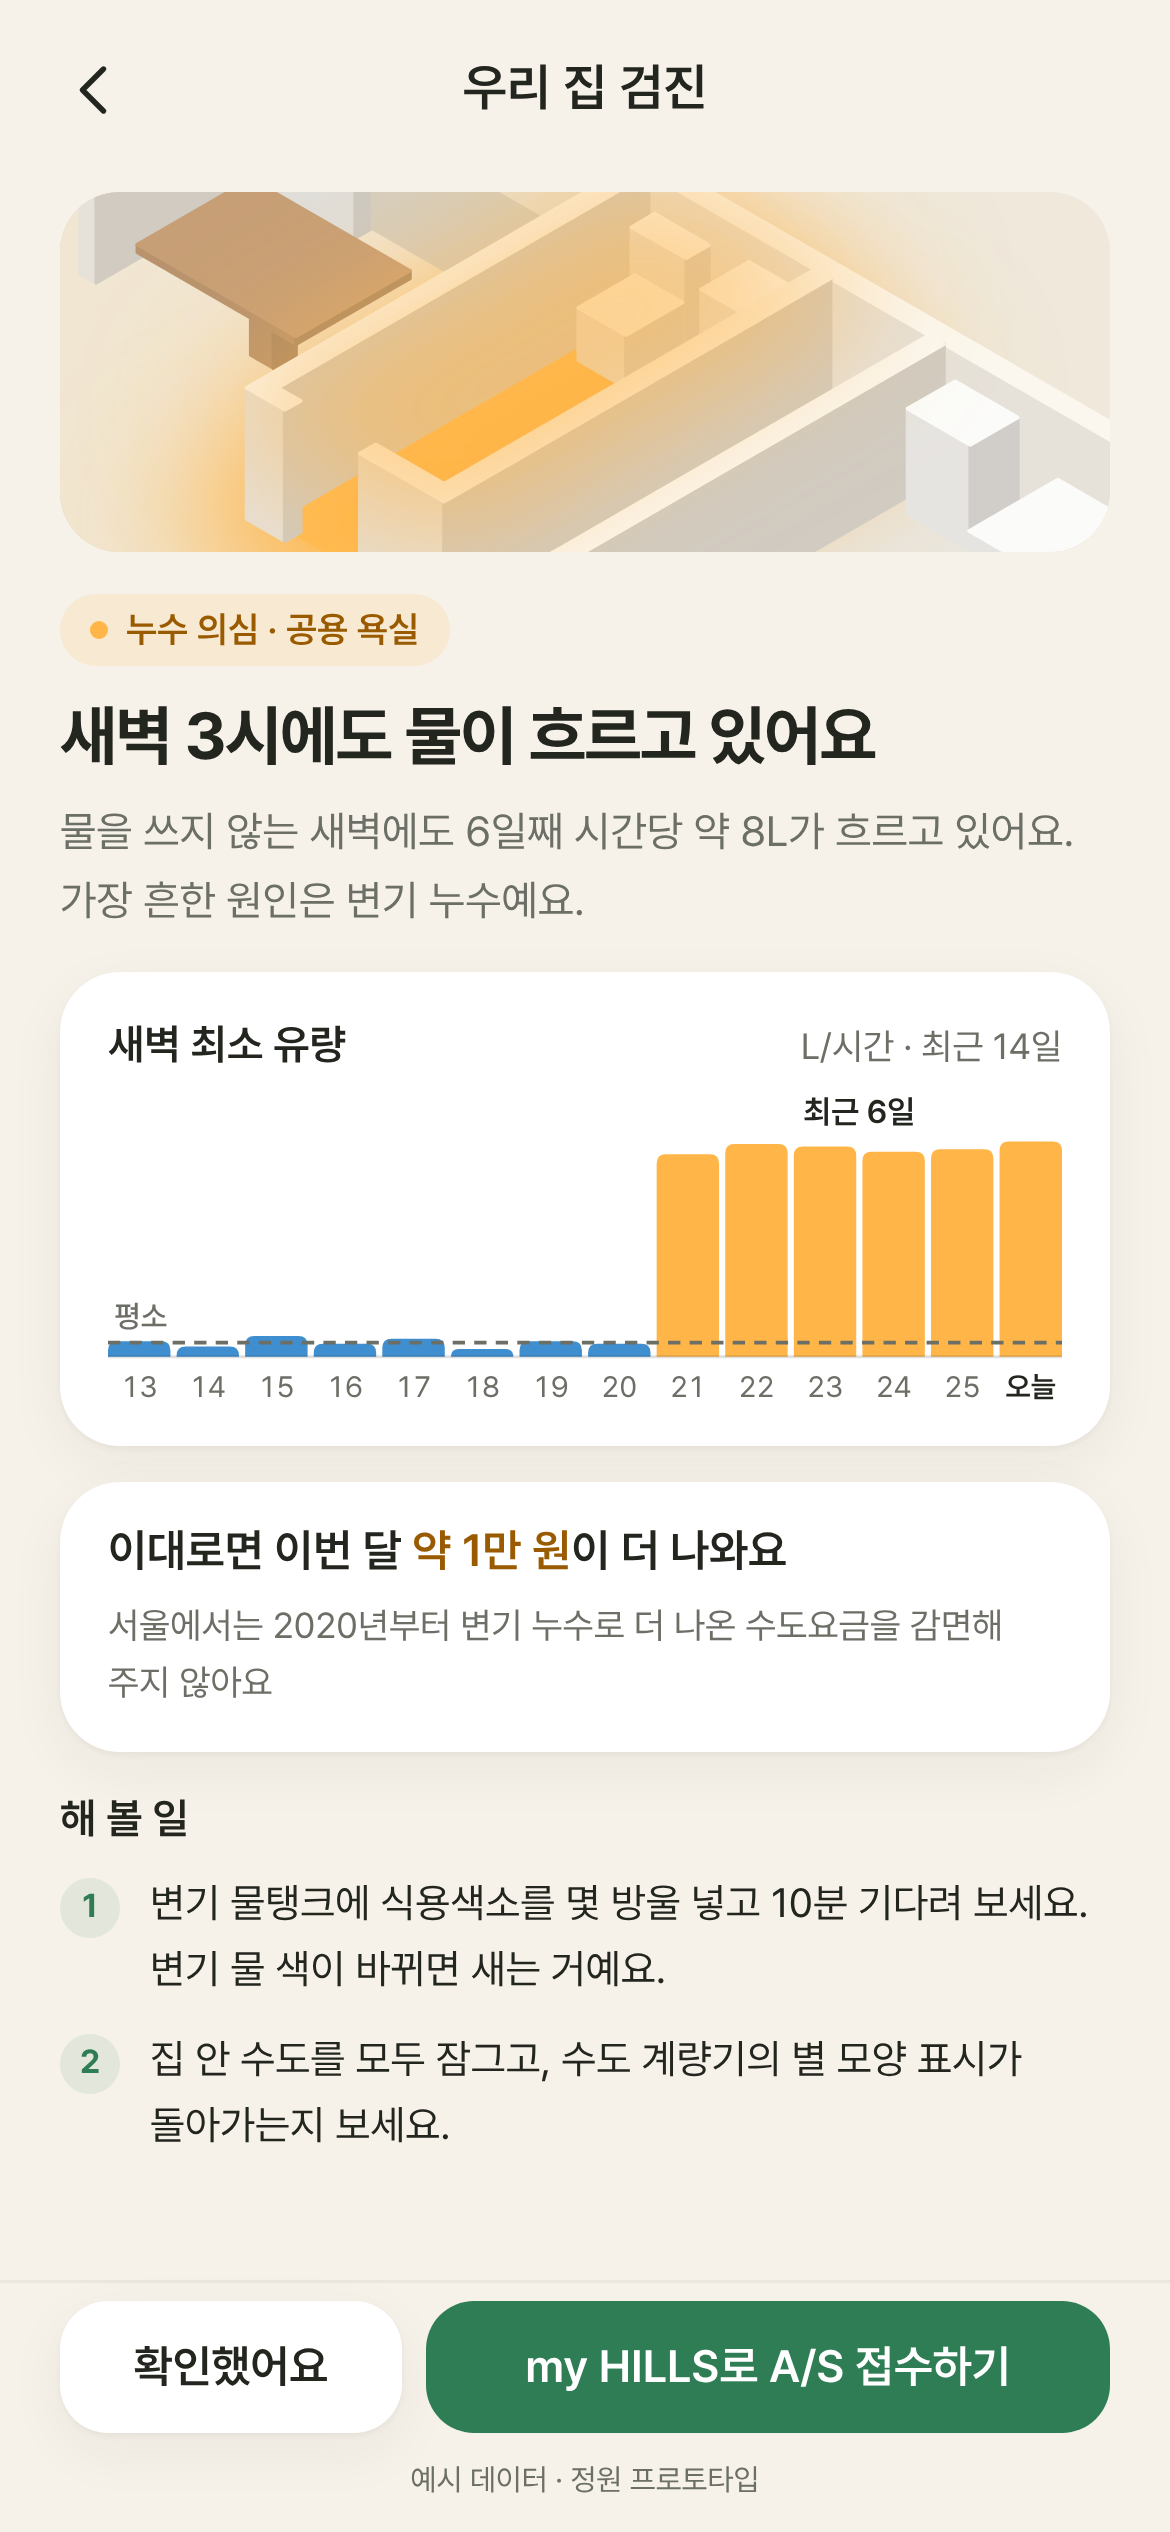 우리 집 검진
누수 의심 · 공용 욕실
새벽 3시에도 물이 흐르고 있어요
물을 쓰지 않는 새벽에도 6일째 시간당 약 8L가 흐르고 있어요.
가장 흔한 원인은 변기 누수예요.
새벽 최소 유량
L/시간 · 최근 14일
최근 6일
평소
13 14 15 16 17 18 19 20 21 22 23 24 25 오늘
이대로면 이번 달 약 1만 원이 더 나와요
서울에서는 2020년부터 변기 누수로 더 나온 수도요금을 감면해
주지 않아요
해 볼 일
1 변기 물탱크에 식용색소를 몇 방울 넣고 10분 기다려 보세요.
변기 물 색이 바뀌면 새는 거예요.
2 집 안 수도를 모두 잠그고, 수도 계량기의 별 모양 표시가
돌아가는지 보세요.
확인했어요
my HILLS로 A/S 접수하기
예시 데이터 · 정원 프로토타입